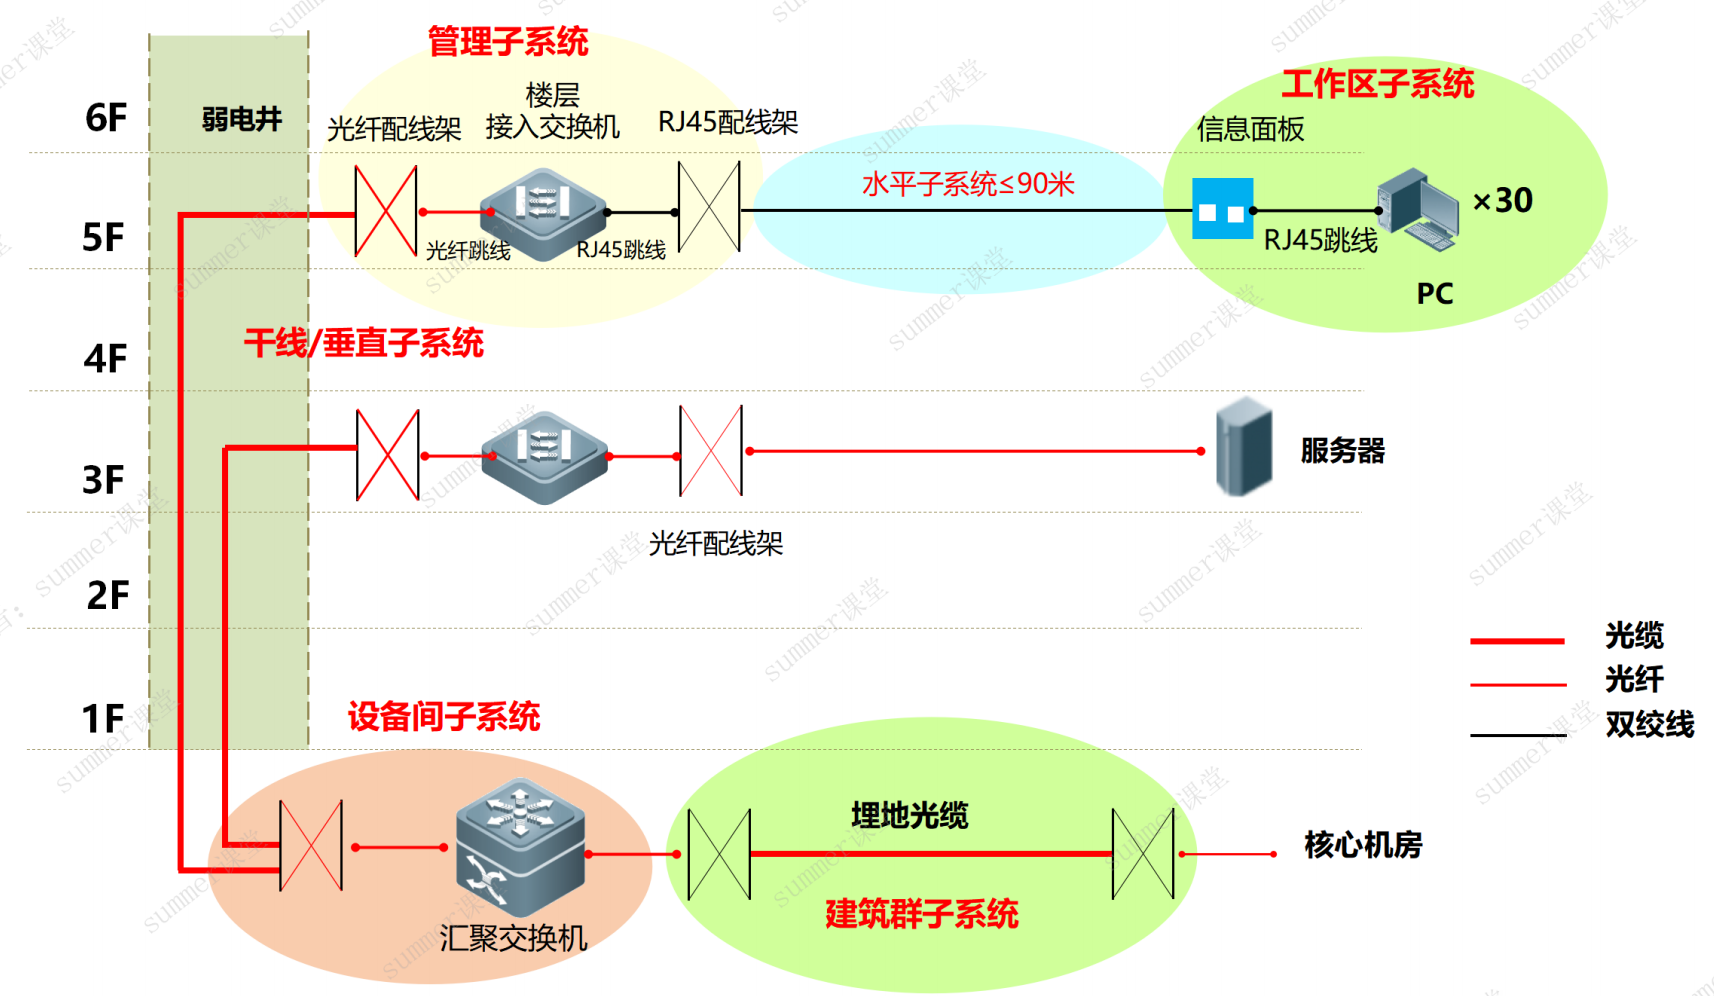 管理子系统
工作区子系统
6F
弱电井
光纤配线架
楼层
接入交换机
RJ45配线架
信息面板
水平子系统≤90米
×30
5F
光纤跳线
RJ45跳线
RJ45跳线
PC
干线/垂直子系统
4F
服务器
3F
光纤配线架
2F
光缆
光纤
双绞线
1F
设备间子系统
埋地光缆
核心机房
建筑群子系统
汇聚交换机
summer课堂